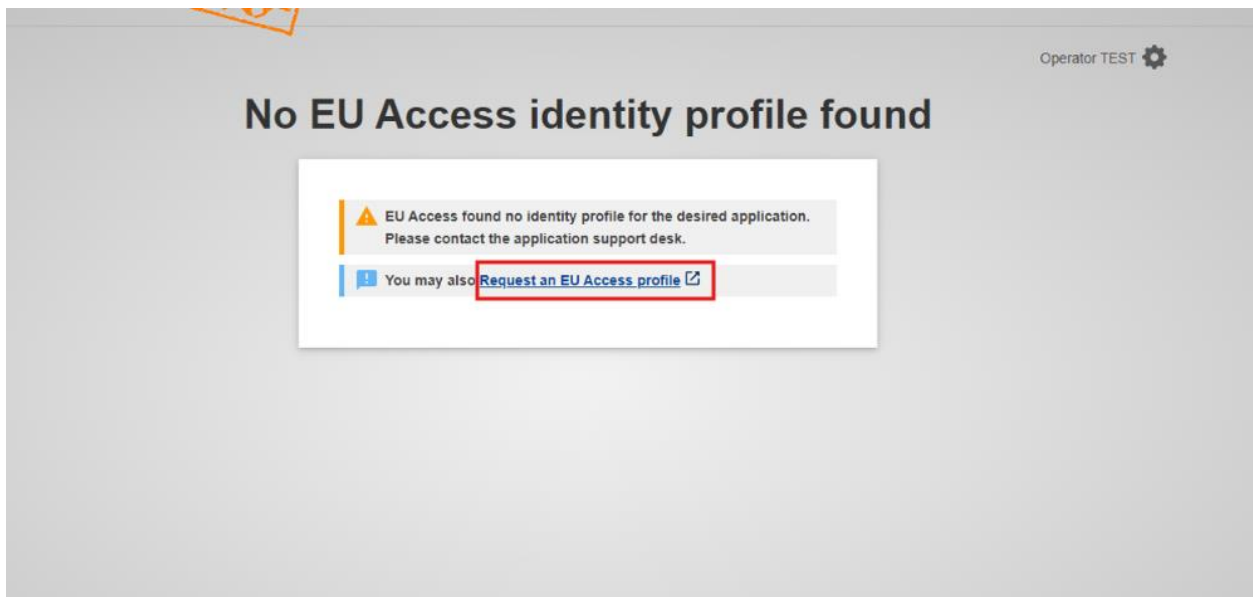 Operator TEST
No EU Access identity profile found
EU Access found no identity profile for the desired application.
Please contact the application support desk.
You may also Request an EU Access profile